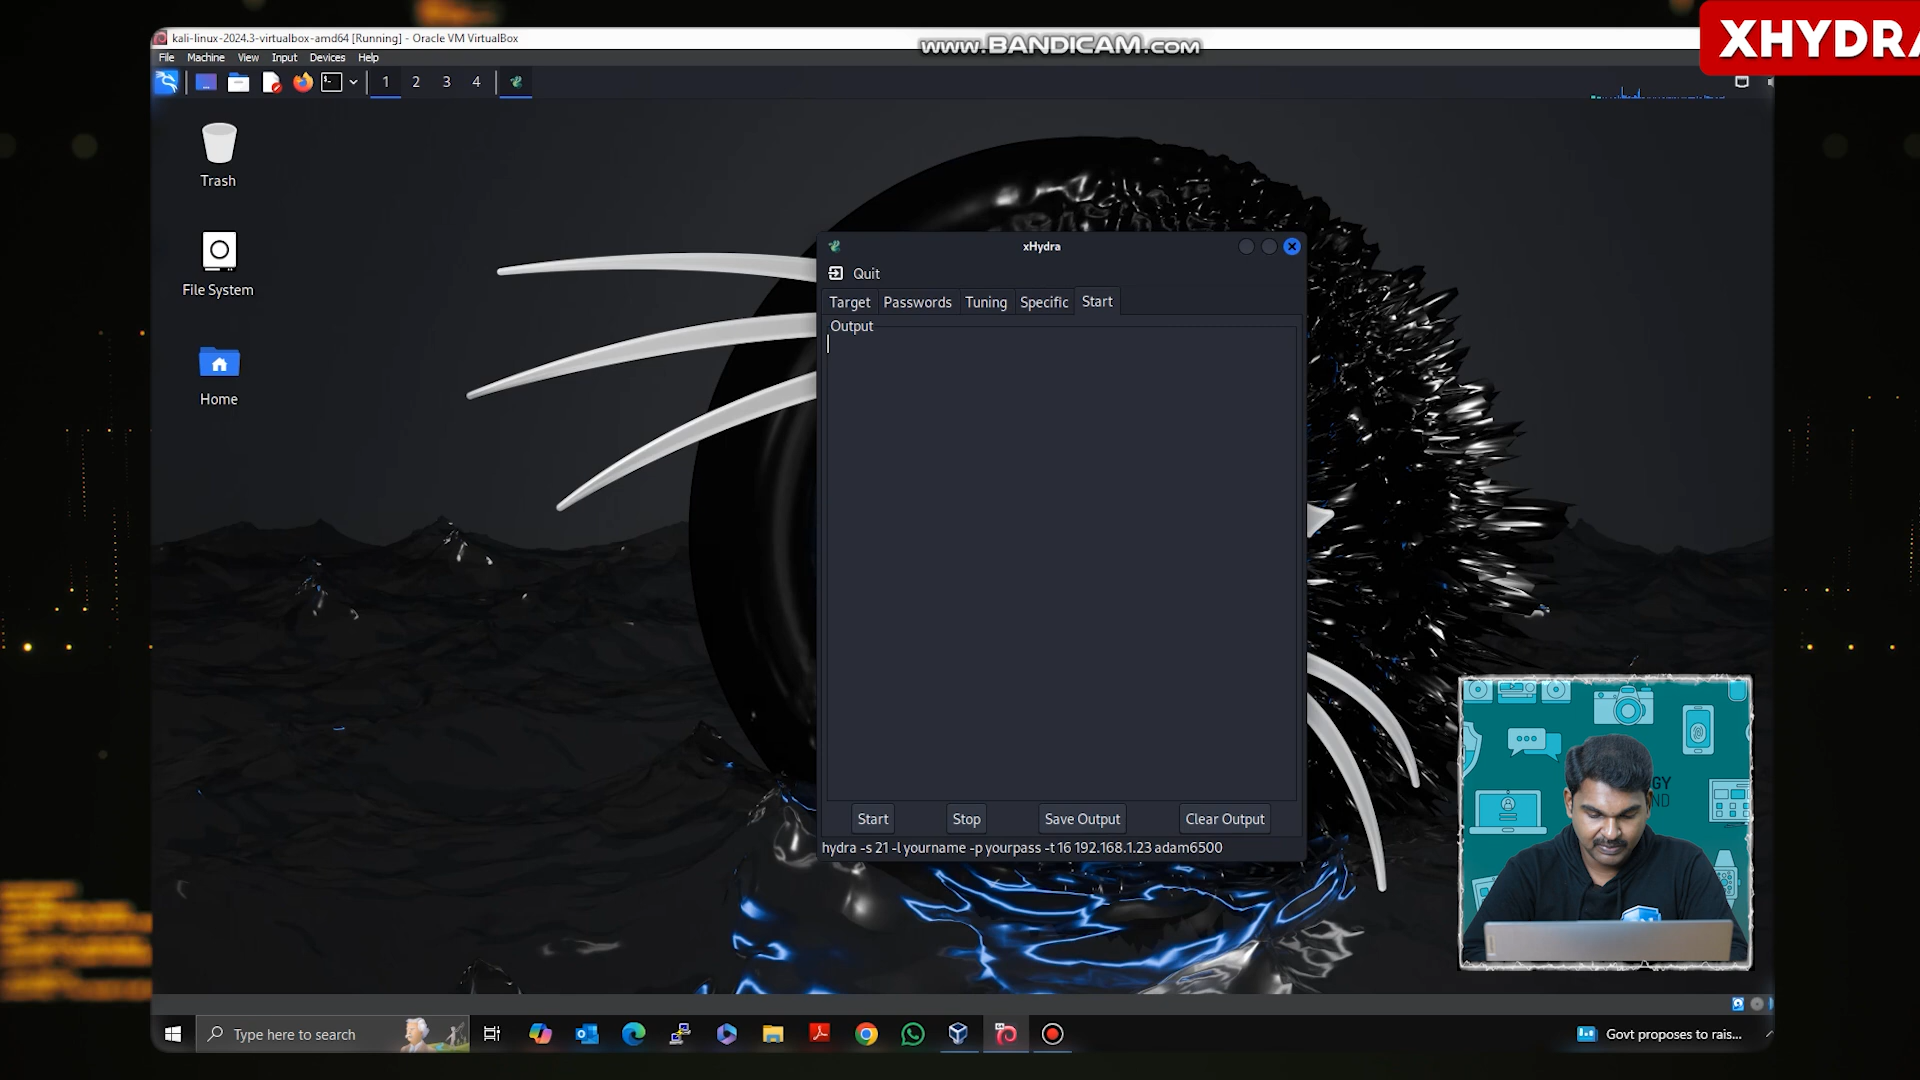 XHYDRA
kali-linux-2024.3-virtualbox-amd64 [Running] - Oracle VM VirtualBox
www.BANDICAM.com
File Machine View Input Devices Help
1 2 3 4
Trash
File System
Home
xHydra
Quit
Target Passwords Tuning Specific Start
Output
Start Stop Save Output Clear Output
hydra -s 21 -l yourname -p yourpass -t 16 192.168.1.23 adam6500
Type here to search
Govt proposes to rais...